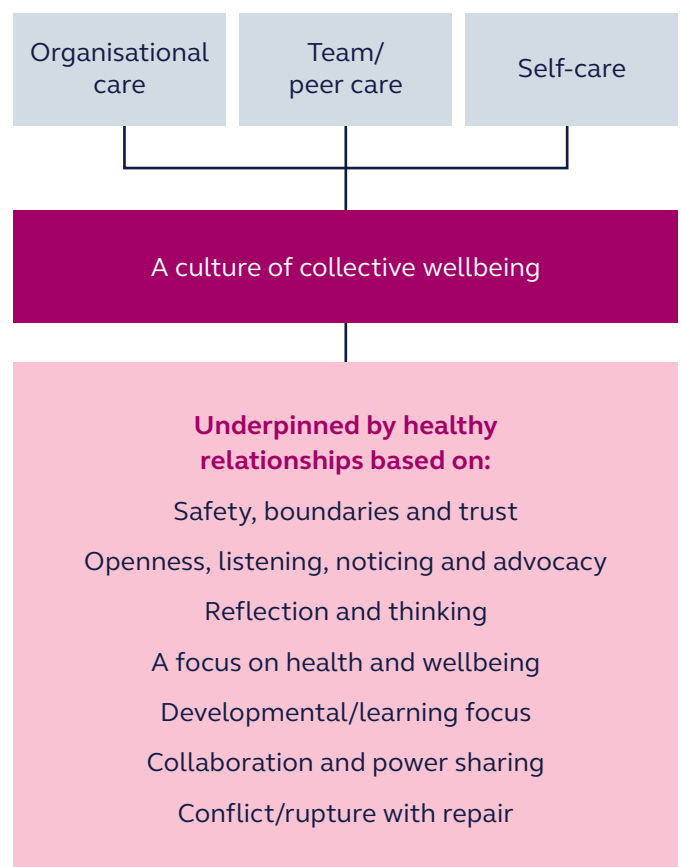 Organisational
care
Team/
peer care
Self-care
A culture of collective wellbeing
Underpinned by healthy
relationships based on:
Safety, boundaries and trust
Openness, listening, noticing and advocacy
Reflection and thinking
A focus on health and wellbeing
Developmental/learning focus
Collaboration and power sharing
Conflict/rupture with repair